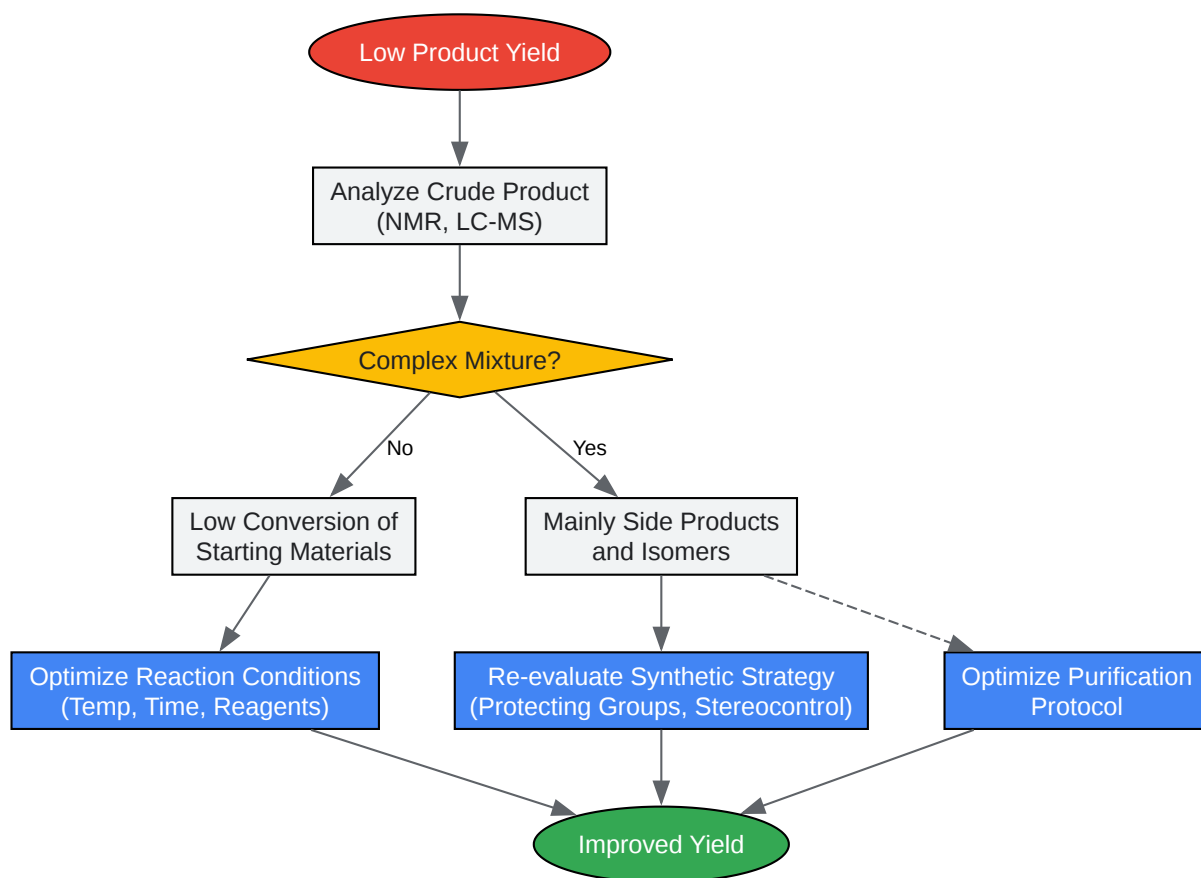 Low Product Yield
Analyze Crude Product
(NMR, LC-MS)
Complex Mixture?
No
Yes
Low Conversion of
Starting Materials
Mainly Side Products
and Isomers
Optimize Reaction Conditions
(Temp, Time, Reagents)
Re-evaluate Synthetic Strategy
(Protecting Groups, Stereocontrol)
Optimize Purification
Protocol
Improved Yield